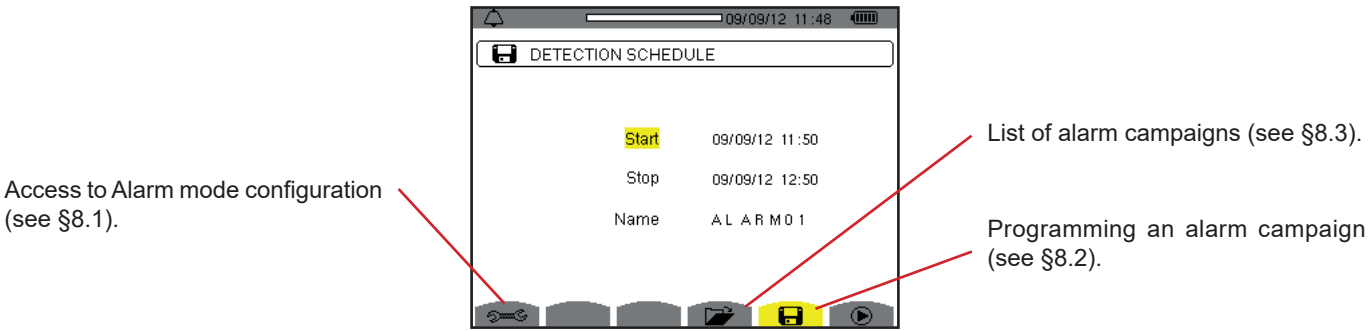 09/09/12 11:48
DETECTION SCHEDULE
Start 09/09/12 11:50
Stop 09/09/12 12:50
Name ALARM01
Access to Alarm mode configuration
(see §8.1).
List of alarm campaigns (see §8.3).
Programming an alarm campaign
(see §8.2).